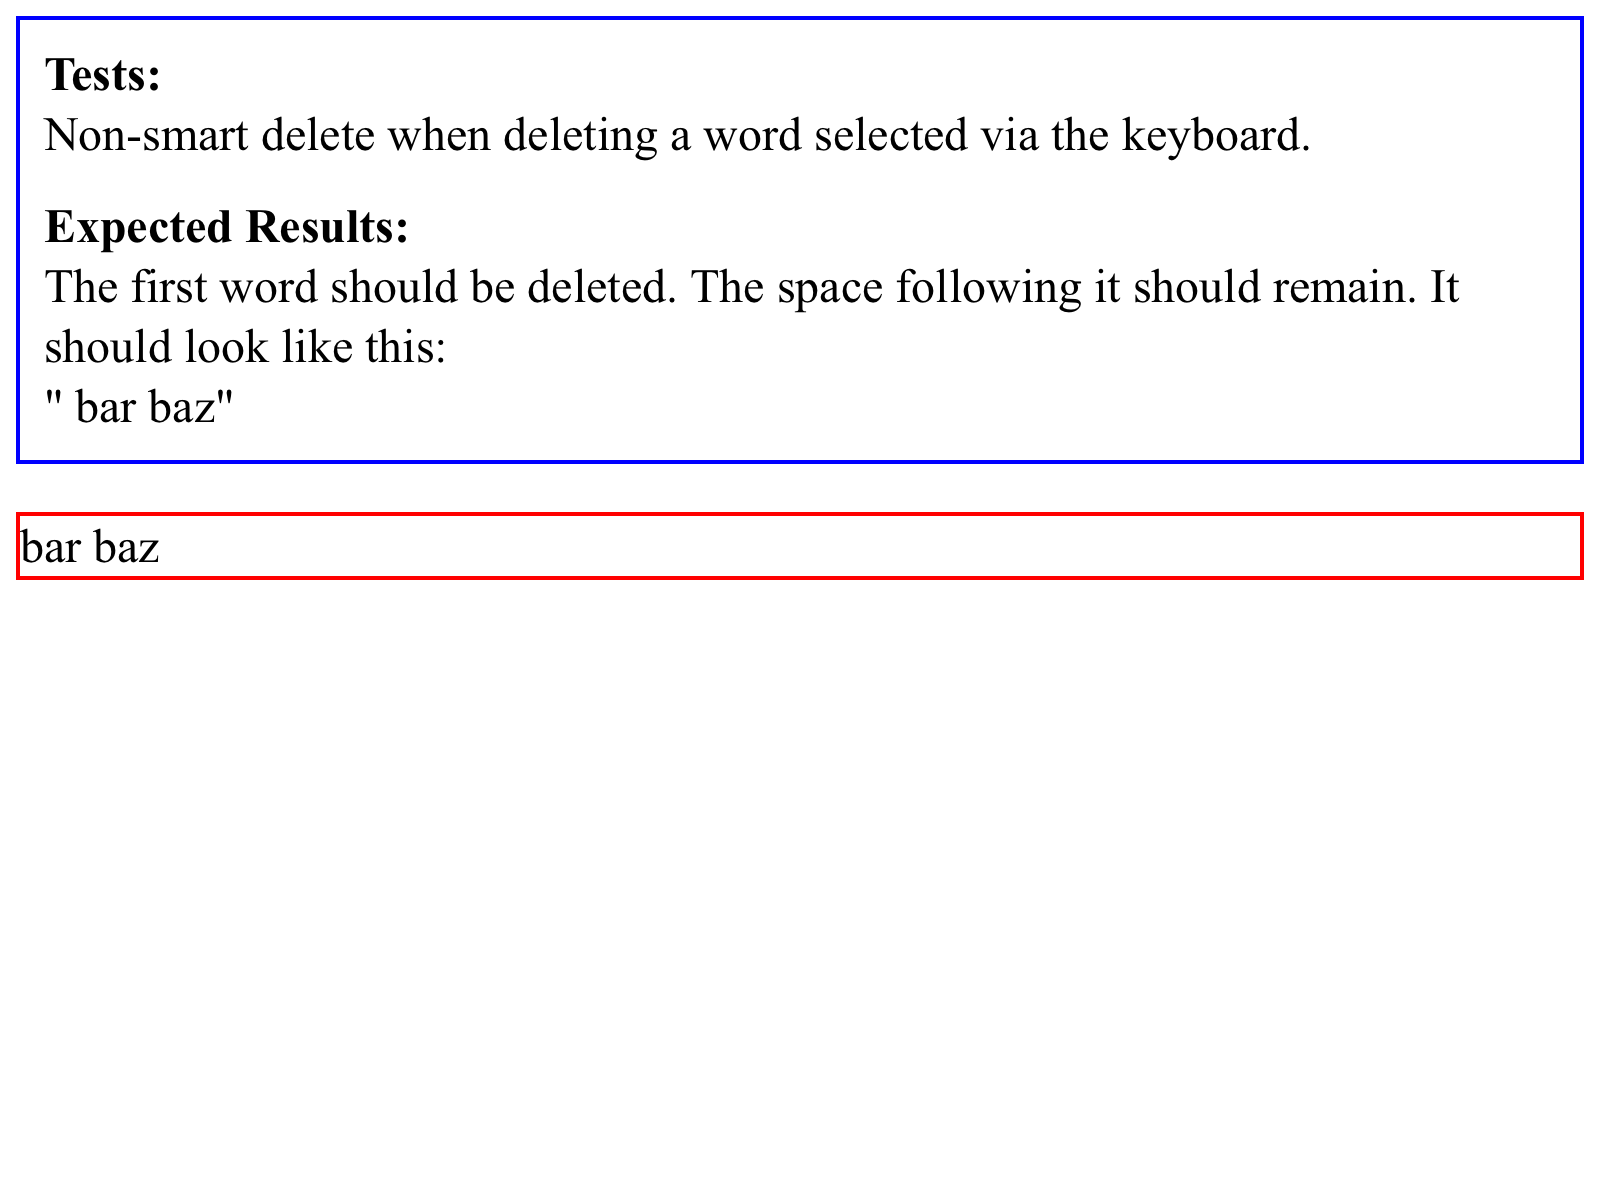 Tests:
Non-smart delete when deleting a word selected via the keyboard.
Expected Results:
The first word should be deleted. The space following it should remain. It
should look like this:
" bar baz"
bar baz